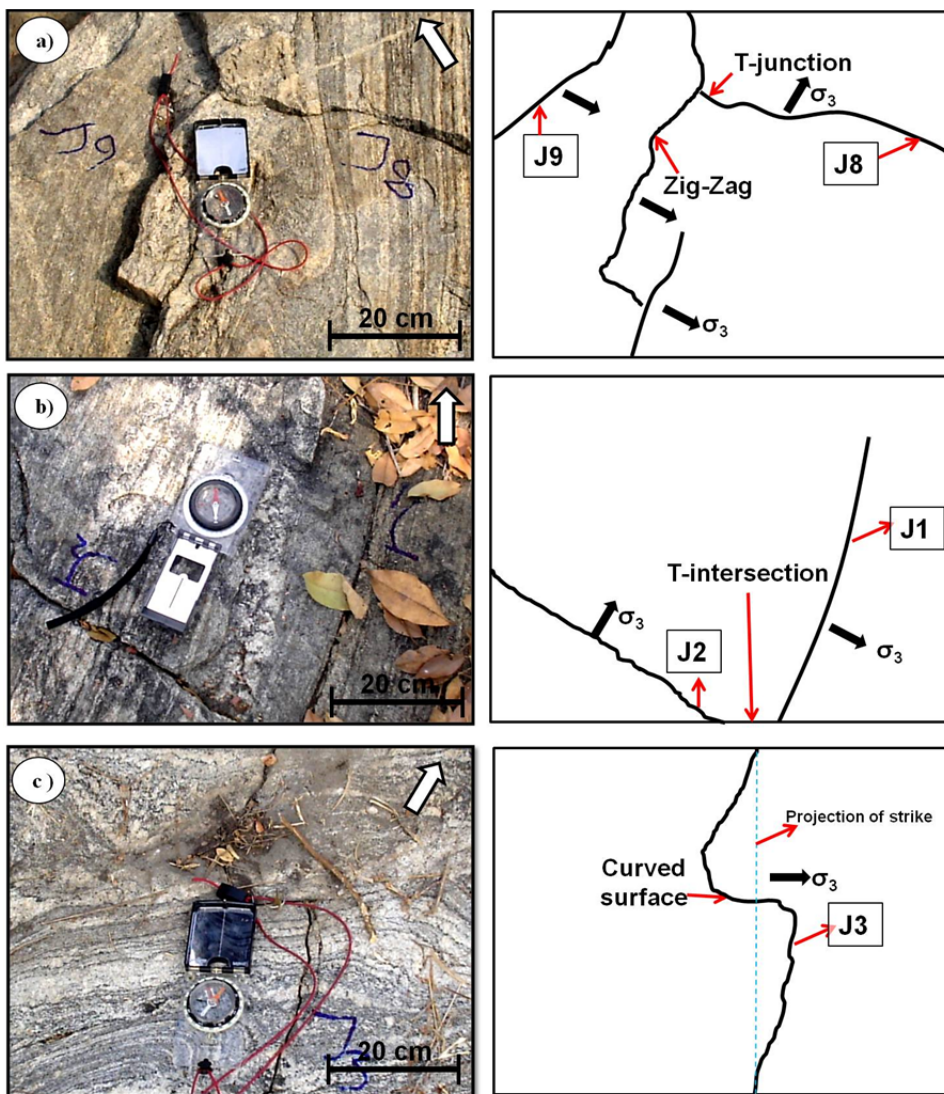 a)
J9
J8
20 cm
T-junction
σ3
J9
J8
Zig-Zag
σ3
b)
20 cm
J1
T-intersection
σ3
J2
σ3
c)
J3
20 cm
Projection of strike
Curved
surface
σ3
J3